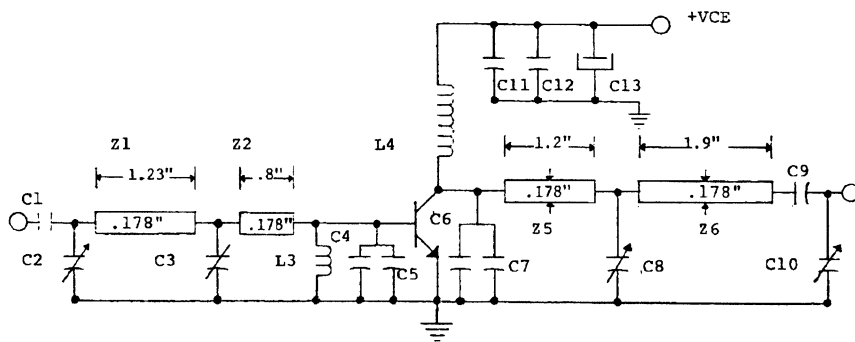 +VCE
C11 C12 C13
Z1 Z2 L4
1.23" .8" 1.2" 1.9"
C1 C9
.178" .178" .178" .178"
C4 C6 Z5 Z6
C2 C3 L3 C5 C7 C8 C10